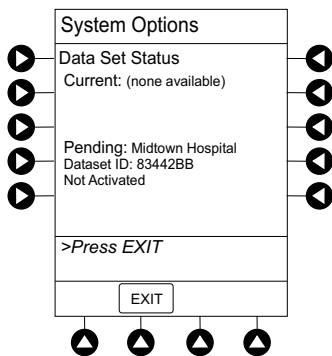 System Options
Data Set Status
Current: (none available)
Pending: Midtown Hospital
Dataset ID: 83442BB
Not Activated
>Press EXIT
EXIT